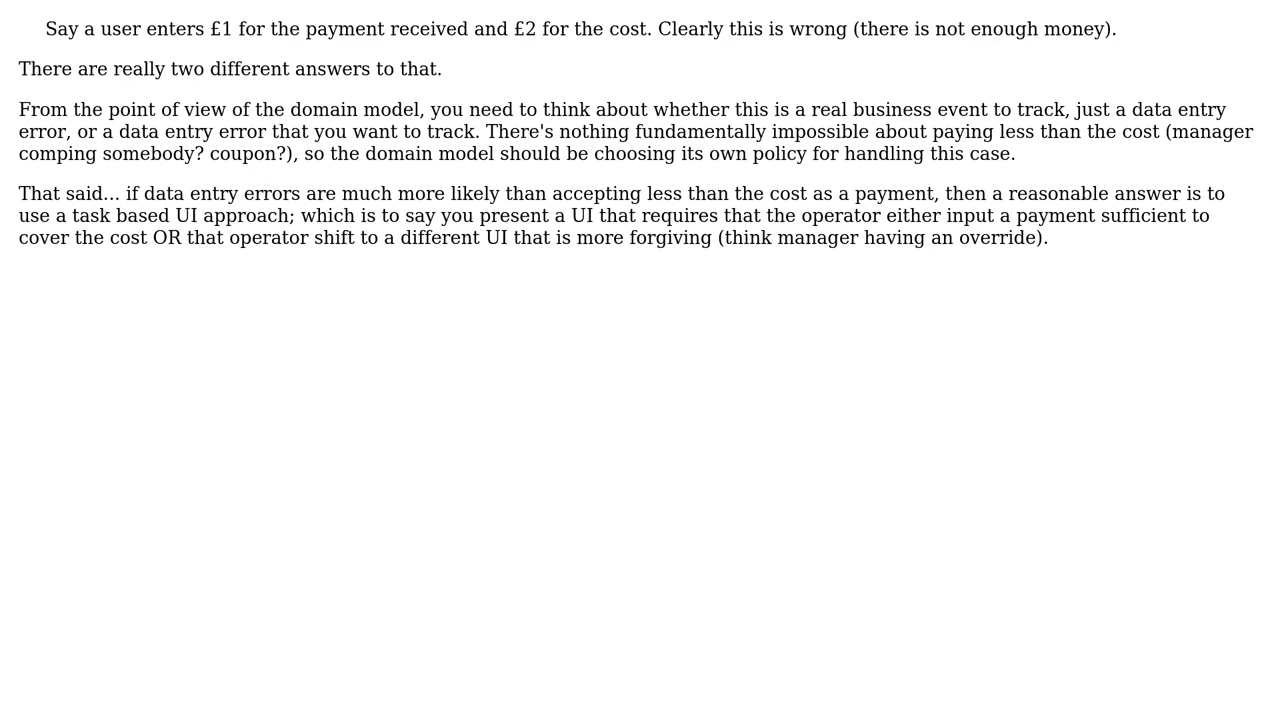 Say a user enters £1 for the payment received and £2 for the cost. Clearly this is wrong (there is not enough money).
There are really two different answers to that.
From the point of view of the domain model, you need to think about whether this is a real business event to track, just a data entry
error, or a data entry error that you want to track. There's nothing fundamentally impossible about paying less than the cost (manager
comping somebody? coupon?), so the domain model should be choosing its own policy for handling this case.
That said... if data entry errors are much more likely than accepting less than the cost as a payment, then a reasonable answer is to
use a task based UI approach; which is to say you present a UI that requires that the operator either input a payment sufficient to
cover the cost OR that operator shift to a different UI that is more forgiving (think manager having an override).